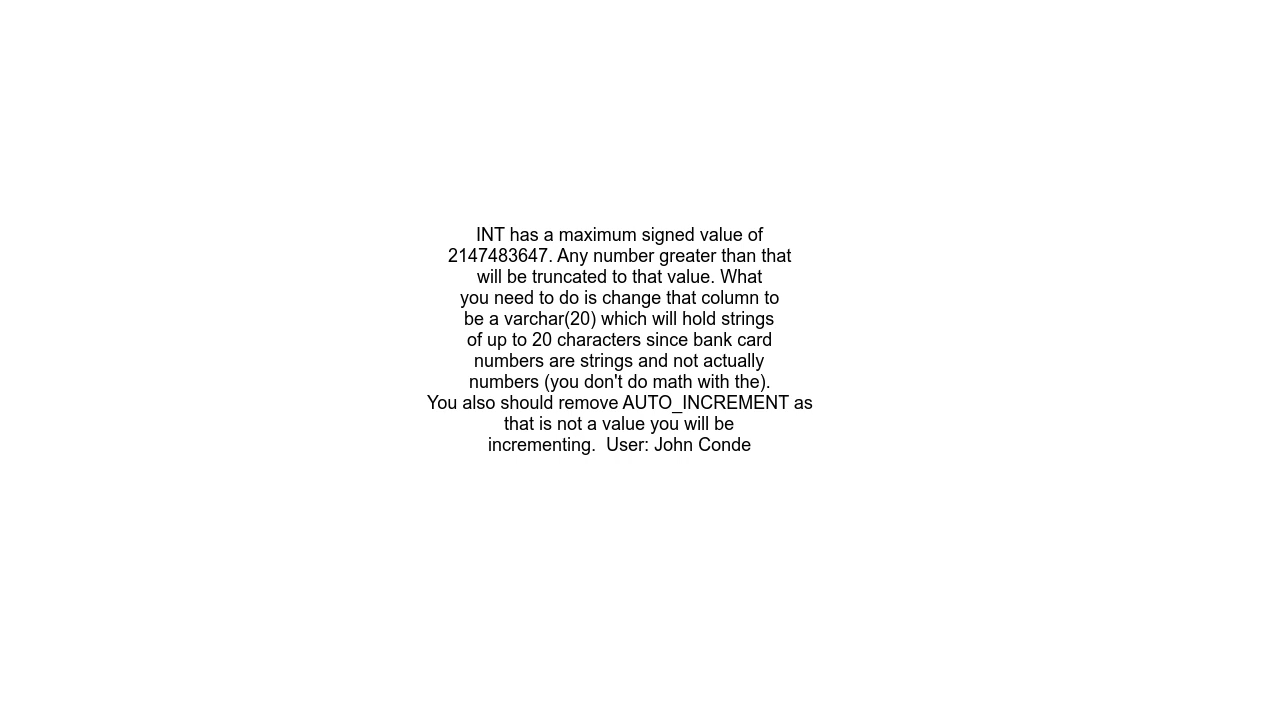 INT has a maximum signed value of
2147483647. Any number greater than that
will be truncated to that value. What
you need to do is change that column to
be a varchar(20) which will hold strings
of up to 20 characters since bank card
numbers are strings and not actually
numbers (you don't do math with the).
You also should remove AUTO_INCREMENT as
that is not a value you will be
incrementing.  User: John Conde